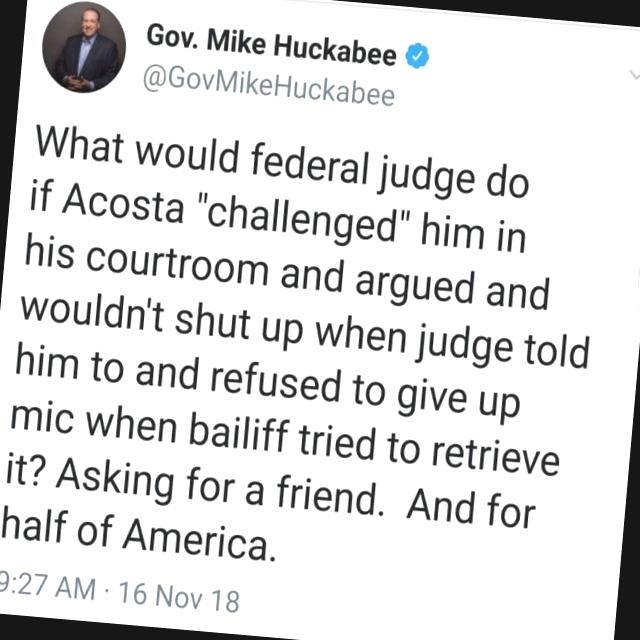 Gov. Mike Huckabee
@GovMikeHuckabee
What would federal judge do
if Acosta "challenged" him in
his courtroom and argued and
wouldn't shut up when judge told
him to and refused to give up
mic when bailiff tried to retrieve
it? Asking for a friend.  And for
half of America.
9:27 AM · 16 Nov 18